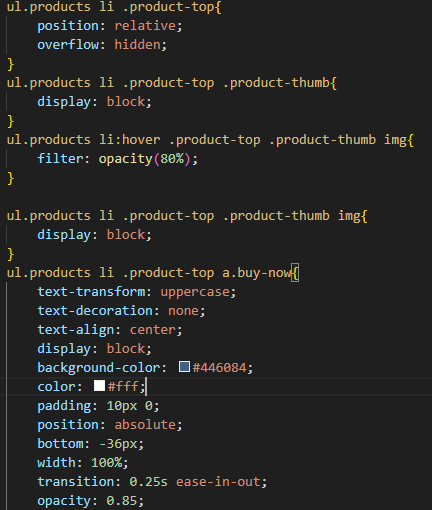 ul.products li .product-top{
position: relative;
overflow: hidden;
}
ul.products li .product-top .product-thumb{
display: block;
}
ul.products li:hover .product-top .product-thumb img{
filter: opacity(80%);
}
ul.products li .product-top .product-thumb img{
display: block;
}
ul.products li .product-top a.buy-now{
text-transform: uppercase;
text-decoration: none;
text-align: center;
display: block;
background-color: #446084;
color: #fff;
padding: 10px 0;
position: absolute;
bottom: -36px;
width: 100%;
transition: 0.25s ease-in-out;
opacity: 0.85;